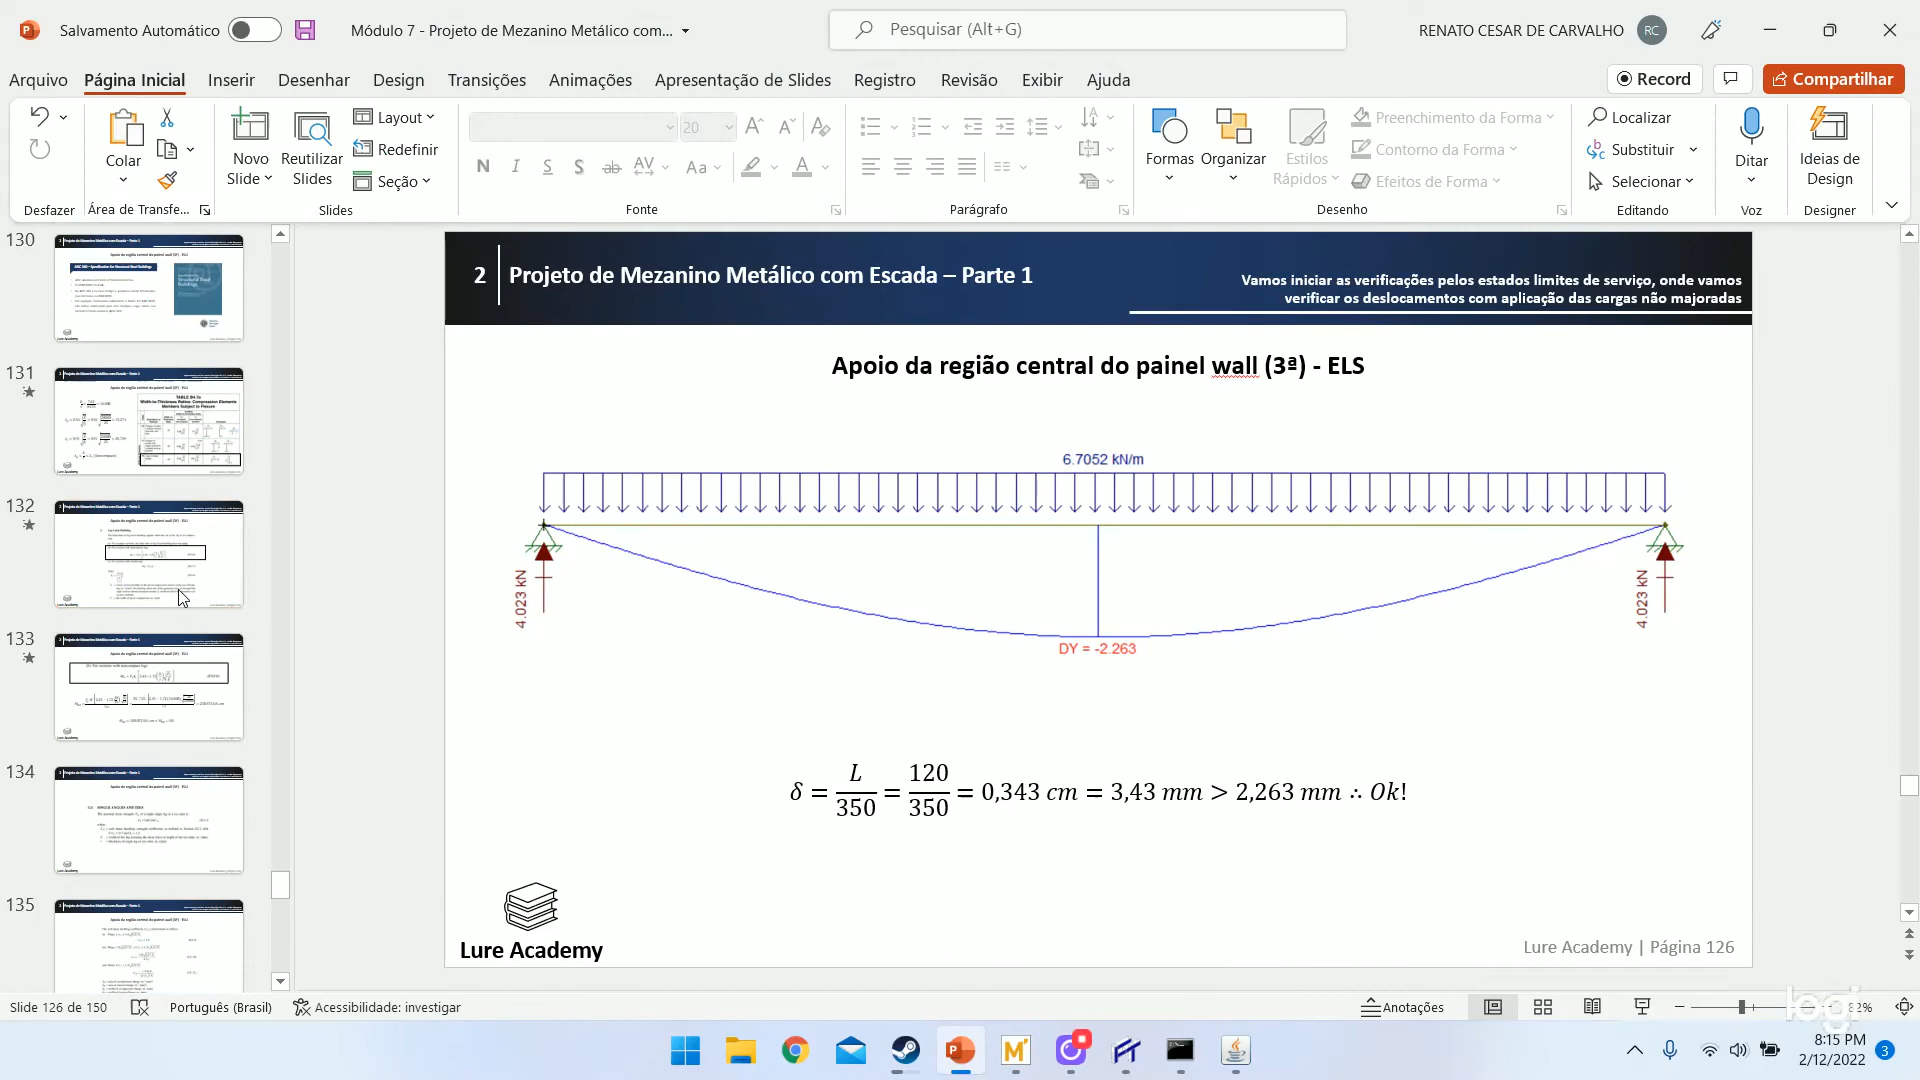 Salvamento Automático
Módulo 7 - Projeto de Mezanino Metálico com...
Pesquisar (Alt+G)
RENATO CESAR DE CARVALHO
RC
Arquivo
Página Inicial
Inserir
Desenhar
Design
Transições
Animações
Apresentação de Slides
Registro
Revisão
Exibir
Ajuda
Record
Compartilhar
Colar
Novo
Slide
Reutilizar
Slides
Layout
Redefinir
Seção
20
Localizar
Substituir
Selecionar
Formas
Organizar
Estilos
Rápidos
Preenchimento da Forma
Contorno da Forma
Efeitos de Forma
Ditar
Ideias de
Design
Desfazer
Área de Transfe...
Slides
Fonte
Parágrafo
Desenho
Editando
Voz
Designer
130
131
132
133
134
135
2
Projeto de Mezanino Metálico com Escada – Parte 1
Vamos iniciar as verificações pelos estados limites de serviço, onde vamos
verificar os deslocamentos com aplicação das cargas não majoradas
Apoio da região central do painel wall (3ª) - ELS
6.7052 kN/m
4.023 kN
4.023 kN
DY = -2.263
δ = L/350 = 120/350 = 0,343 cm = 3,43 mm > 2,263 mm ∴ Ok!
Lure Academy
Lure Academy | Página 126
Slide 126 de 150
Português (Brasil)
Acessibilidade: investigar
Anotações
82%
logi
8:15 PM
2/12/2022
3